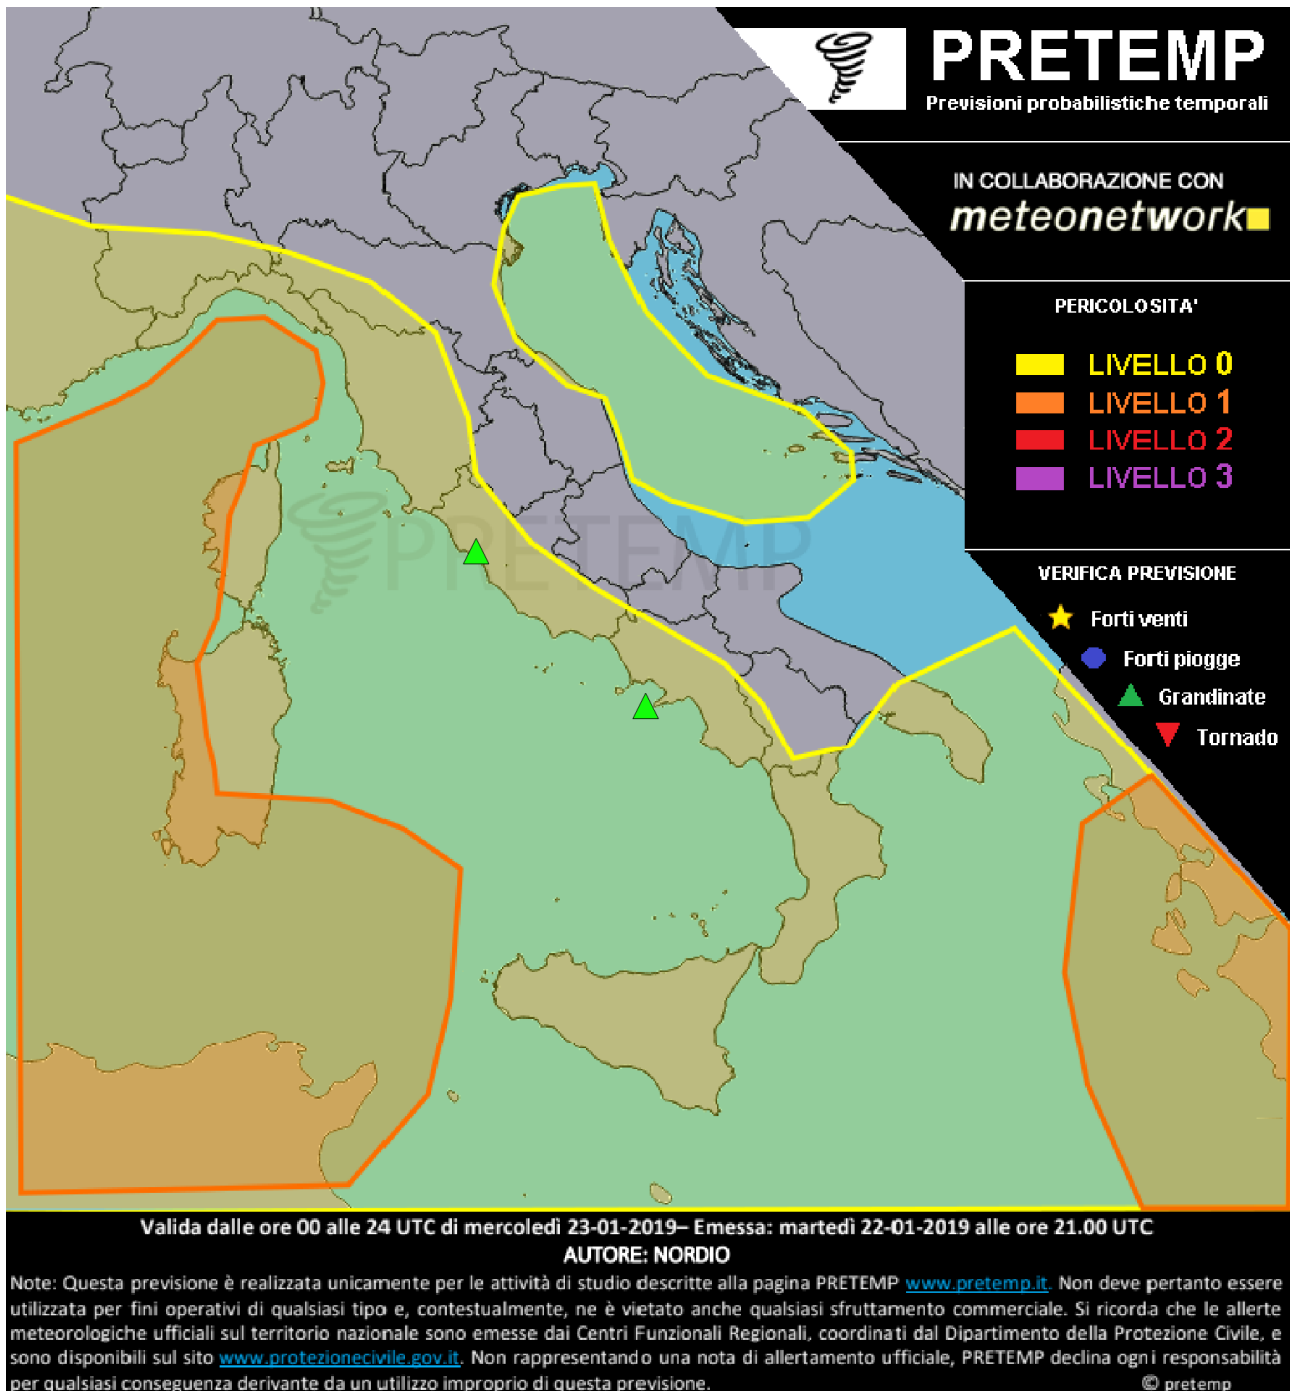 PRETEMP
Previsioni probabilistiche temporali
IN COLLABORAZIONE CON
meteonetwork
PERICOLOSITA'
LIVELLO 0
LIVELLO 1
LIVELLO 2
LIVELLO 3
PRETEMP
VERIFICA PREVISIONE
Forti venti
Forti piogge
Grandinate
Tornado
Valida dalle ore 00 alle 24 UTC di mercoledì 23-01-2019– Emessa: martedì 22-01-2019 alle ore 21.00 UTC
AUTORE: NORDIO
Note: Questa previsione è realizzata unicamente per le attività di studio descritte alla pagina PRETEMP www.pretemp.it. Non deve pertanto essere
utilizzata per fini operativi di qualsiasi tipo e, contestualmente, ne è vietato anche qualsiasi sfruttamento commerciale. Si ricorda che le allerte
meteorologiche ufficiali sul territorio nazionale sono emesse dai Centri Funzionali Regionali, coordinati dal Dipartimento della Protezione Civile, e
sono disponibili sul sito www.protezionecivile.gov.it. Non rappresentando una nota di allertamento ufficiale, PRETEMP declina ogni responsabilità
per qualsiasi conseguenza derivante da un utilizzo improprio di questa previsione.
© pretemp